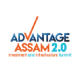 ADVANTAGE
ASSAM 2.0
Investment and Infrastructure Summit